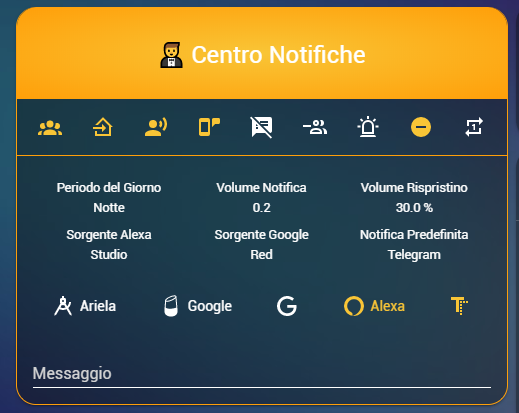 Centro Notifiche
Periodo del Giorno Volume Notifica Volume Rispristino
Notte 0.2 30.0 %
Sorgente Alexa Sorgente Google Notifica Predefinita
Studio Red Telegram
Ariela Google G Alexa T
Messaggio